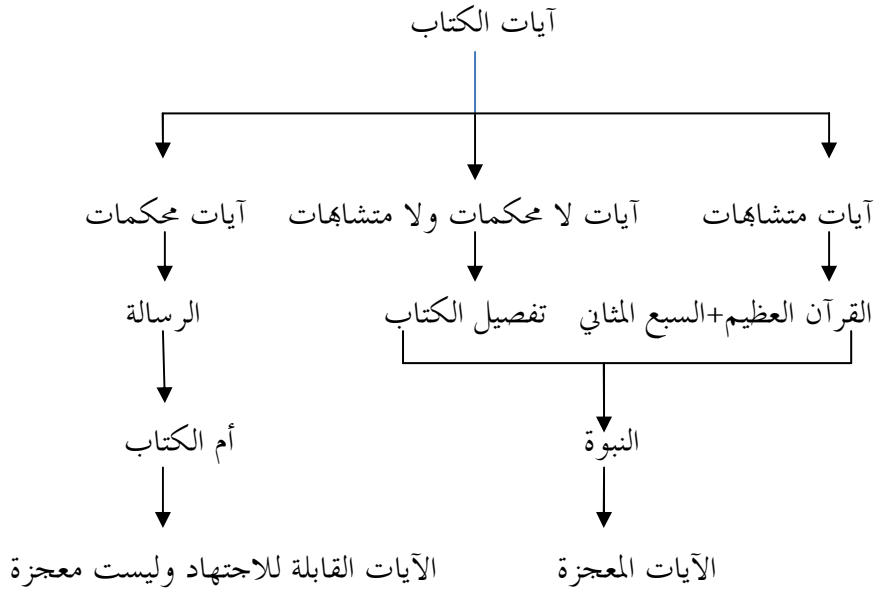 آيات الكتاب
آيات متشابهات آيات لا محكمات ولا متشابهات آيات محكمات
القرآن العظيم+السبع المثاني تفصيل الكتاب الرسالة
النبوة أم الكتاب
الآيات المعجزة الآيات القابلة للاجتهاد وليست معجزة